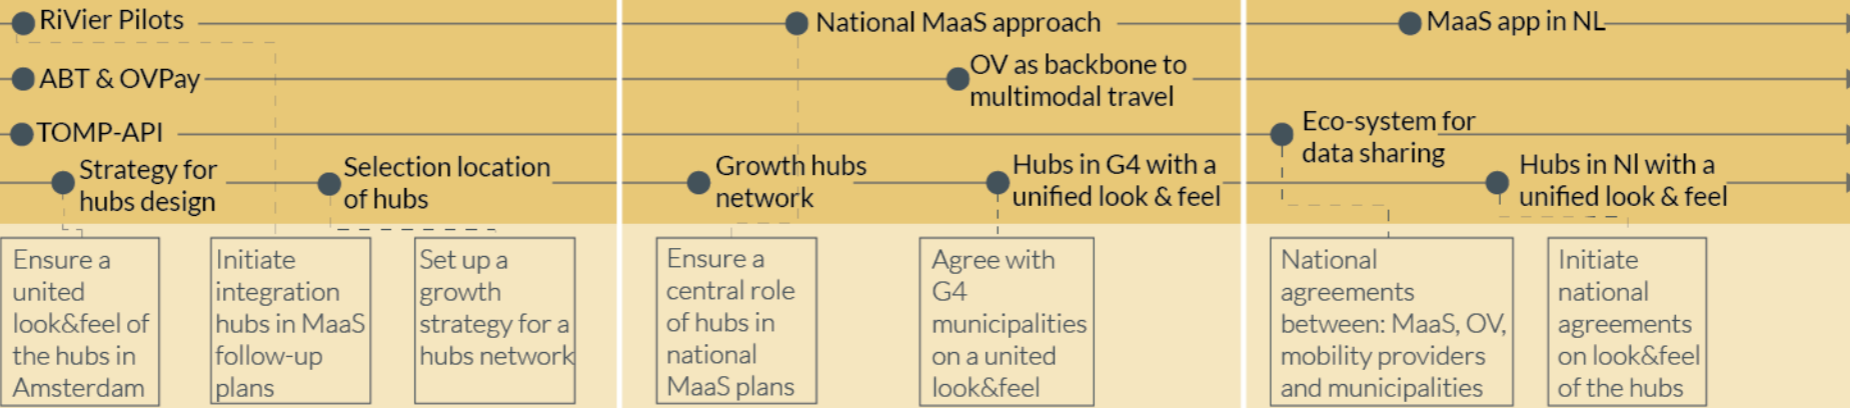 RiVier Pilots
National MaaS approach
MaaS app in NL
ABT & OVPay
OV as backbone to
multimodal travel
TOMP-API
Eco-system for
data sharing
Strategy for
hubs design
Selection location
of hubs
Growth hubs
network
Hubs in G4 with a
unified look & feel
Hubs in Nl with a
unified look & feel
Ensure a
united
look&feel of
the hubs in
Amsterdam
Initiate
integration
hubs in MaaS
follow-up
plans
Set up a
growth
strategy for a
hubs network
Ensure a
central role
of hubs in
national
MaaS plans
Agree with
G4
municipalities
on a united
look&feel
National
agreements
between: MaaS, OV,
mobility providers
and municipalities
Initiate
national
agreements
on look&feel
of the hubs